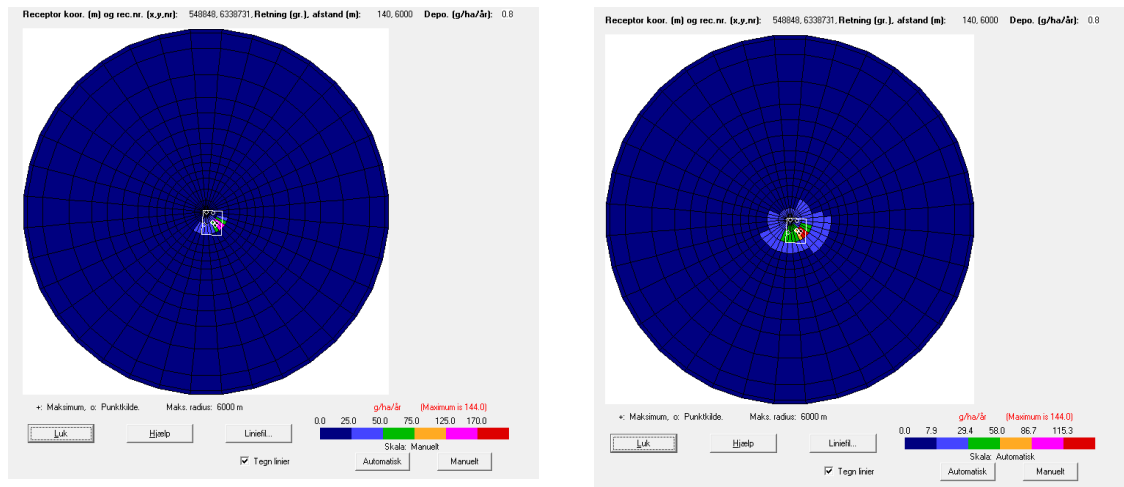 Receptor koor. (m) og rec.nr. (x,y,nr): 548848, 6338731, Retning (gr.), afstand (m): 140, 6000 Depo. (g/ha/år): 0.8
+: Maksimum, o: Punktkilde. Maks. radius: 6000 m
g/ha/år (Maximum is 144.0)
0.0 25.0 50.0 75.0 125.0 170.0
Skala: Manuelt
Luk Hjælp Liniefil...
Tegn linier Automatisk Manuelt
Receptor koor. (m) og rec.nr. (x,y,nr): 548848, 6338731, Retning (gr.), afstand (m): 140, 6000 Depo. (g/ha/år): 0.8
+: Maksimum, o: Punktkilde. Maks. radius: 6000 m
g/ha/år (Maximum is 144.0)
0.0 7.9 29.4 58.0 86.7 115.3
Skala: Automatisk
Luk Hjælp Liniefil...
Tegn linier Automatisk Manuelt